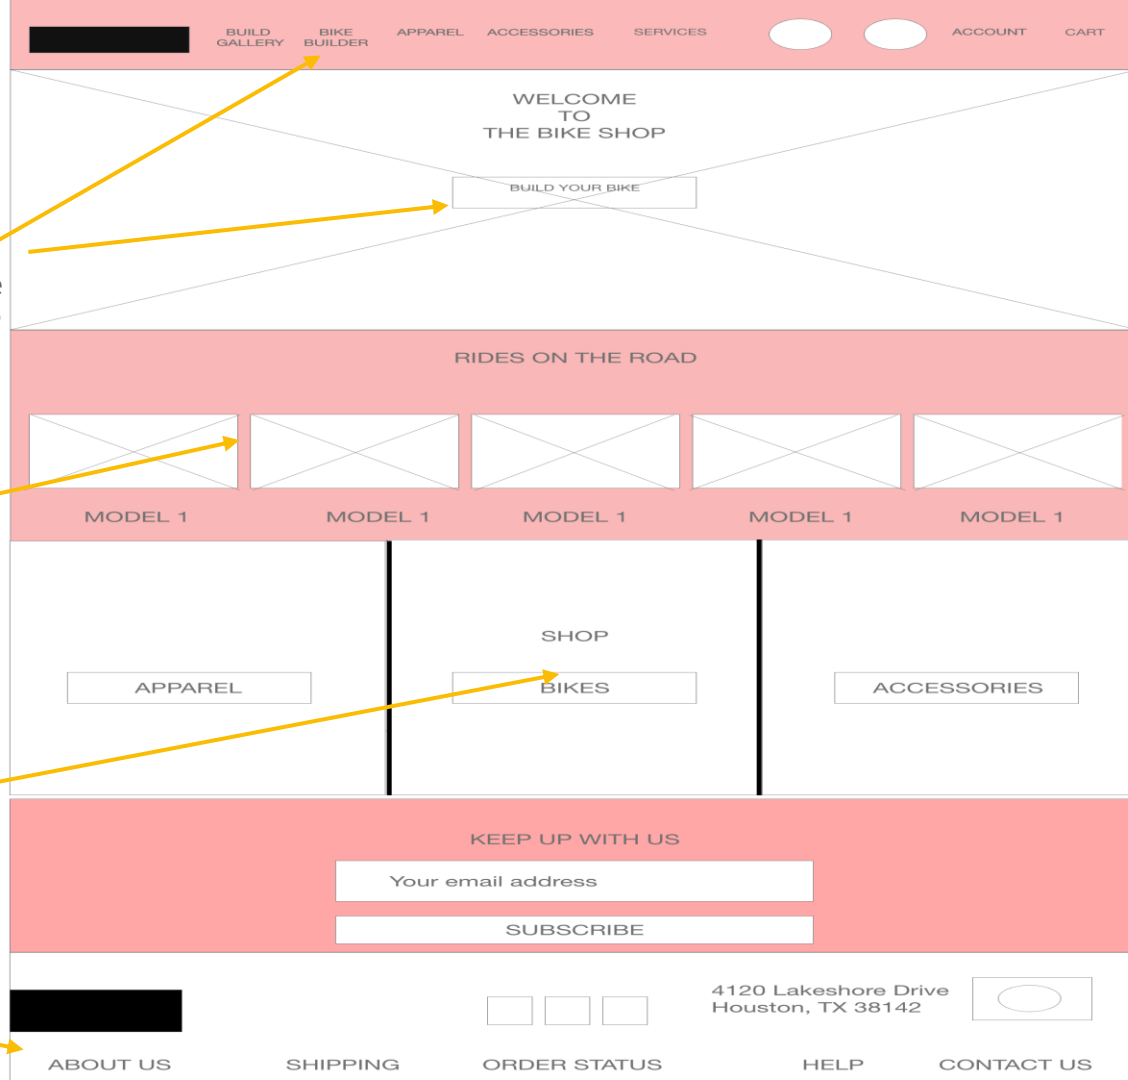 BUILD GALLERY
BIKE BUILDER
APPAREL
ACCESSORIES
SERVICES
ACCOUNT
CART
WELCOME
TO
THE BIKE SHOP
BUILD YOUR BIKE
RIDES ON THE ROAD
MODEL 1
MODEL 1
MODEL 1
MODEL 1
MODEL 1
SHOP
APPAREL
BIKES
ACCESSORIES
KEEP UP WITH US
Your email address
SUBSCRIBE
4120 Lakeshore Drive
Houston, TX 38142
ABOUT US
SHIPPING
ORDER STATUS
HELP
CONTACT US